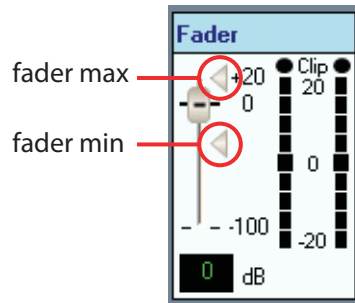 Fader
fader max
+20
Clip
20
0
fader min
0
- - -100
-20
0 dB